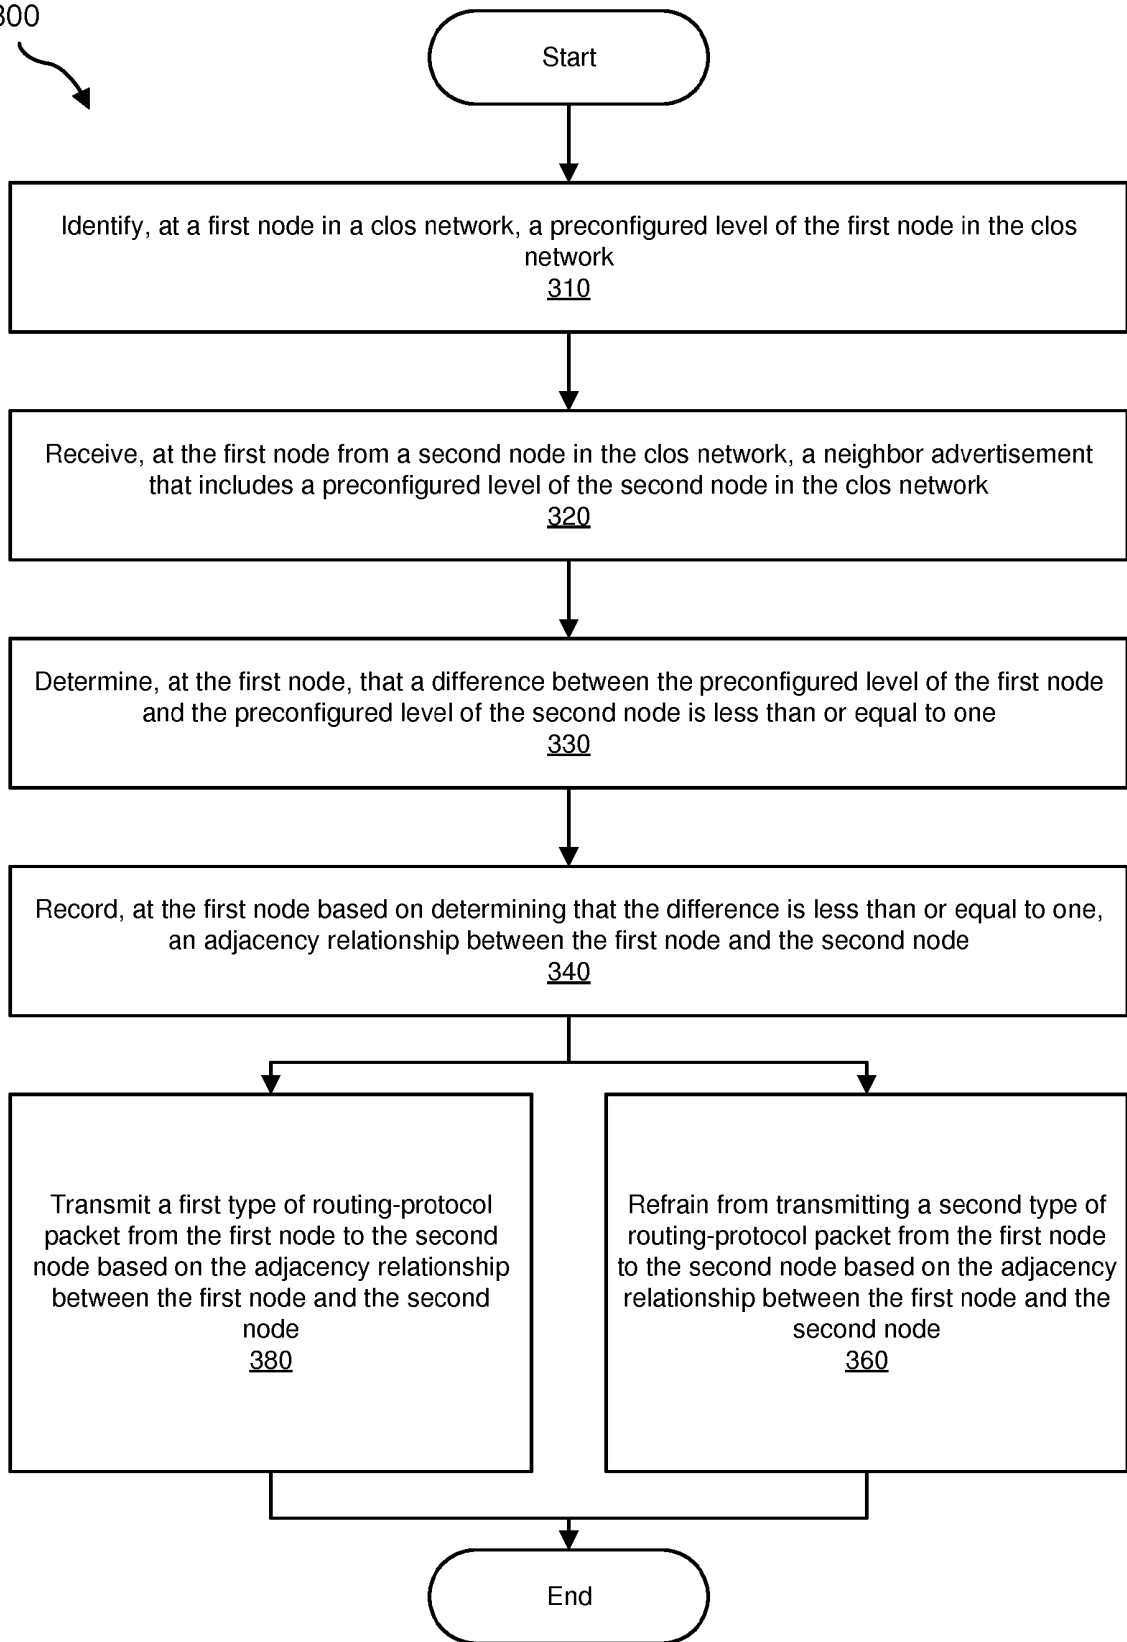 300
Start
Identify, at a first node in a clos network, a preconfigured level of the first node in the clos
network
310
Receive, at the first node from a second node in the clos network, a neighbor advertisement
that includes a preconfigured level of the second node in the clos network
320
Determine, at the first node, that a difference between the preconfigured level of the first node
and the preconfigured level of the second node is less than or equal to one
330
Record, at the first node based on determining that the difference is less than or equal to one,
an adjacency relationship between the first node and the second node
340
Transmit a first type of routing-protocol
packet from the first node to the second
node based on the adjacency relationship
between the first node and the second
node
380
Refrain from transmitting a second type of
routing-protocol packet from the first node
to the second node based on the adjacency
relationship between the first node and the
second node
360
End